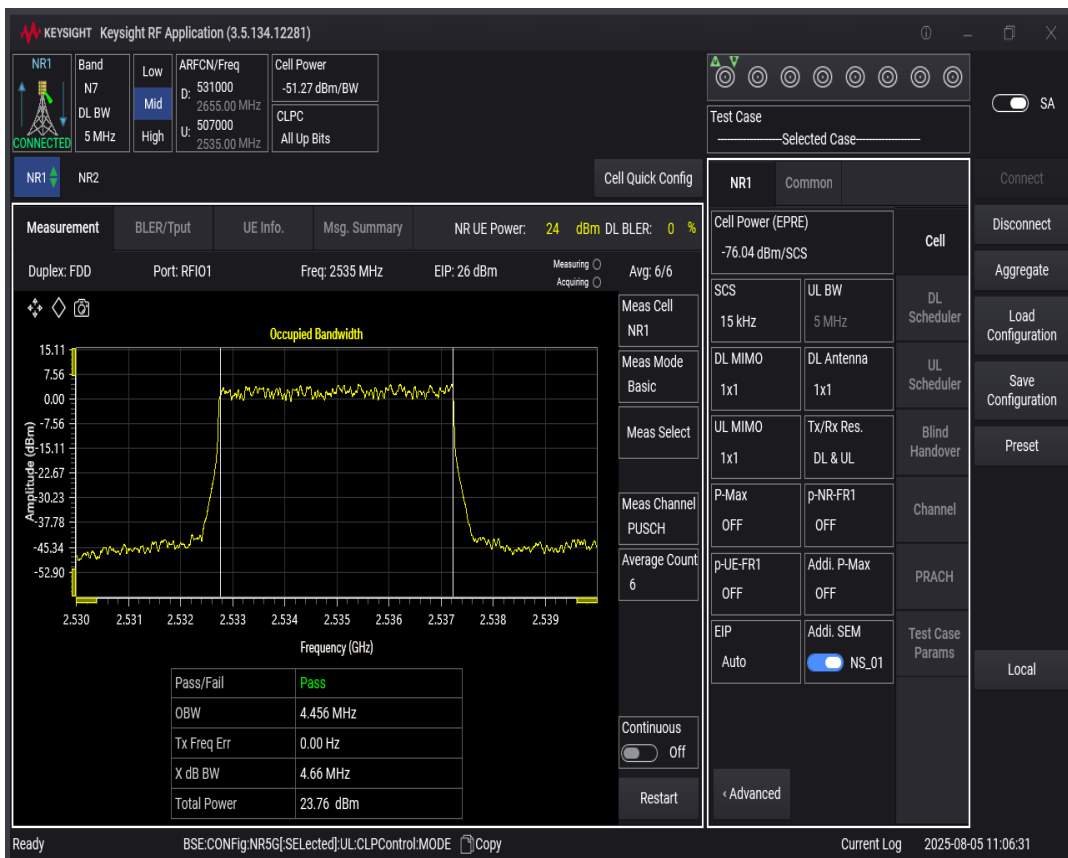 KEYSIGHT Keysight RF Application (3.5.134.12281)
NR1
CONNECTED
Band
N7
DL BW
5 MHz
Low
Mid
High
ARFCN/Freq
D: 531000
2655.00 MHz
U: 507000
2535.00 MHz
Cell Power
-51.27 dBm/BW
CLPC
All Up Bits
Test Case
Selected Case
SA
NR1
NR2
Cell Quick Config
Measurement
BLER/Tput
UE Info.
Msg. Summary
NR UE Power: 24 dBm DL BLER: 0 %
Duplex: FDD
Port: RFIO1
Freq: 2535 MHz
EIP: 26 dBm
Measuring
Acquiring
Avg: 6/6
Occupied Bandwidth
Amplitude (dBm)
15.11
7.56
0.00
-7.56
-15.11
-22.67
-30.23
-37.78
-45.34
-52.90
2.530 2.531 2.532 2.533 2.534 2.535 2.536 2.537 2.538 2.539
Frequency (GHz)
Pass/Fail Pass
OBW 4.456 MHz
Tx Freq Err 0.00 Hz
X dB BW 4.66 MHz
Total Power 23.76 dBm
Meas Cell
NR1
Meas Mode
Basic
Meas Select
Meas Channel
PUSCH
Average Count
6
Continuous
Off
Restart
NR1
Common
Cell Power (EPRE)
-76.04 dBm/SCS
SCS
15 kHz
UL BW
5 MHz
DL MIMO
1x1
DL Antenna
1x1
UL MIMO
1x1
Tx/Rx Res.
DL & UL
P-Max
OFF
p-NR-FR1
OFF
p-UE-FR1
OFF
Addi. P-Max
OFF
EIP
Auto
Addi. SEM
NS_01
‹ Advanced
Cell
DL
Scheduler
UL
Scheduler
Blind
Handover
Channel
PRACH
Test Case
Params
Connect
Disconnect
Aggregate
Load
Configuration
Save
Configuration
Preset
Local
Ready
BSE:CONFig:NR5G[:SELected]:UL:CLPControl:MODE Copy
Current Log
2025-08-05 11:06:31